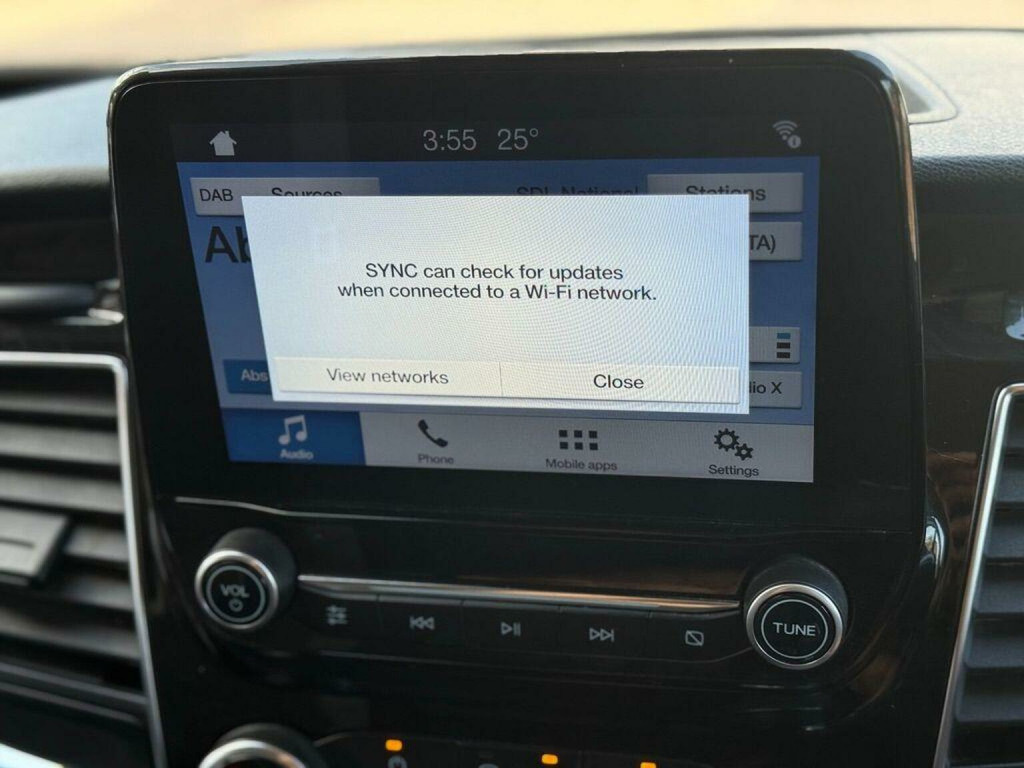 3:55 25°
DAB Sources Stations
TA)
SYNC can check for updates
when connected to a Wi-Fi network.
View networks Close
Audio Phone Mobile apps Settings
VOL
TUNE